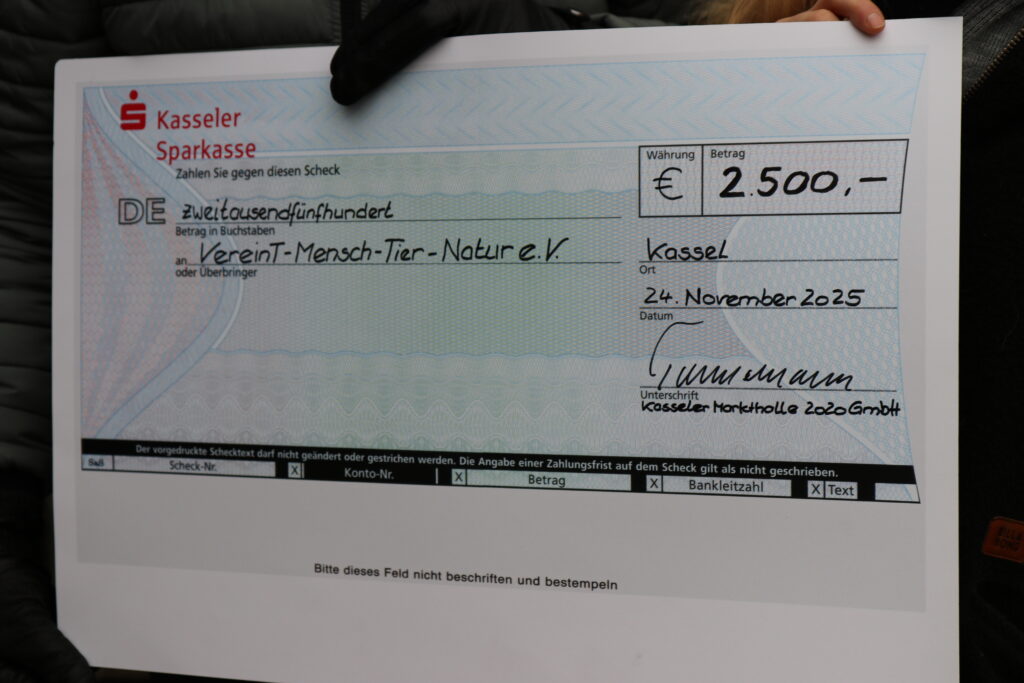 Kasseler
Sparkasse
Zahlen Sie gegen diesen Scheck
Währung
Betrag
€
2.500,—
DE zweitausendfünfhundert
Betrag in Buchstaben
an VereinT-Mensch-Tier-Natur e.V.
oder Überbringer
Kassel
Ort
24. November 2025
Datum
Unterschrift
Kasseler Markthalle 2020 GmbH
Der vorgedruckte Schecktext darf nicht geändert oder gestrichen werden. Die Angabe einer Zahlungsfrist auf dem Scheck gilt als nicht geschrieben.
Scheck-Nr. X Konto-Nr. X Betrag X Bankleitzahl X Text
Bitte dieses Feld nicht beschriften und bestempeln